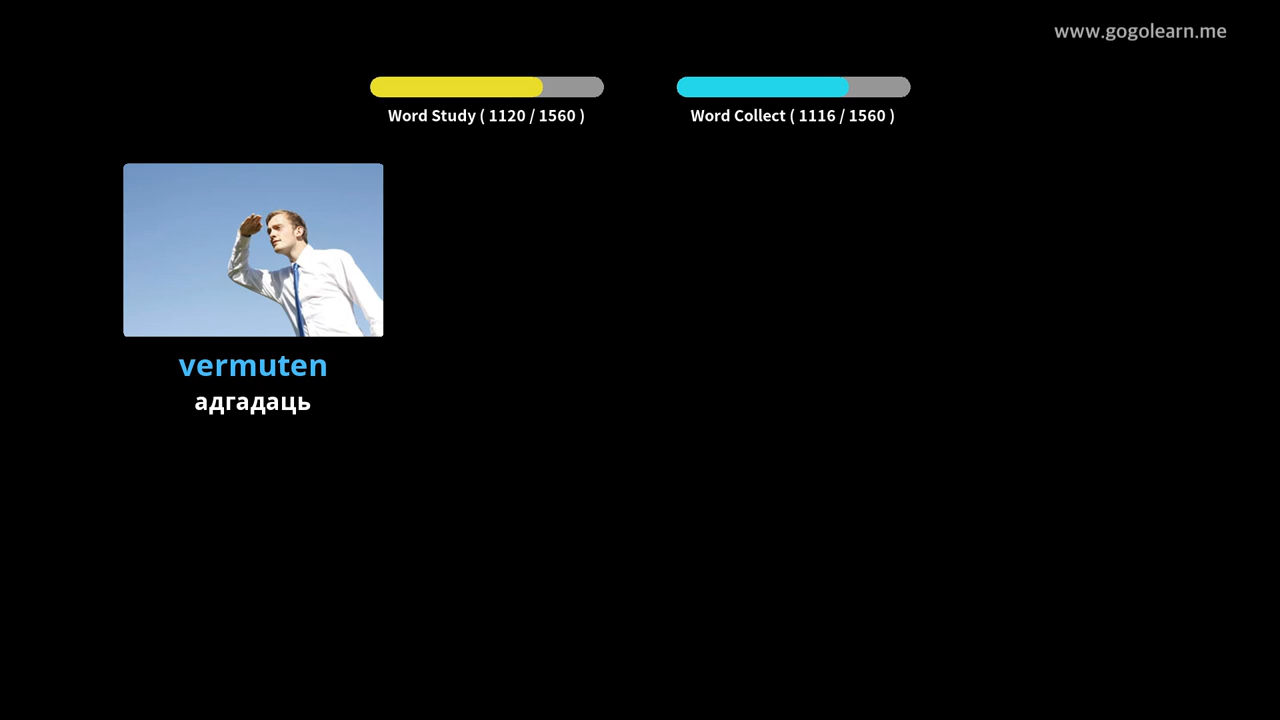 www.gogolearn.me
Word Study ( 1120 / 1560 )
Word Collect ( 1116 / 1560 )
vermuten
адгадаць